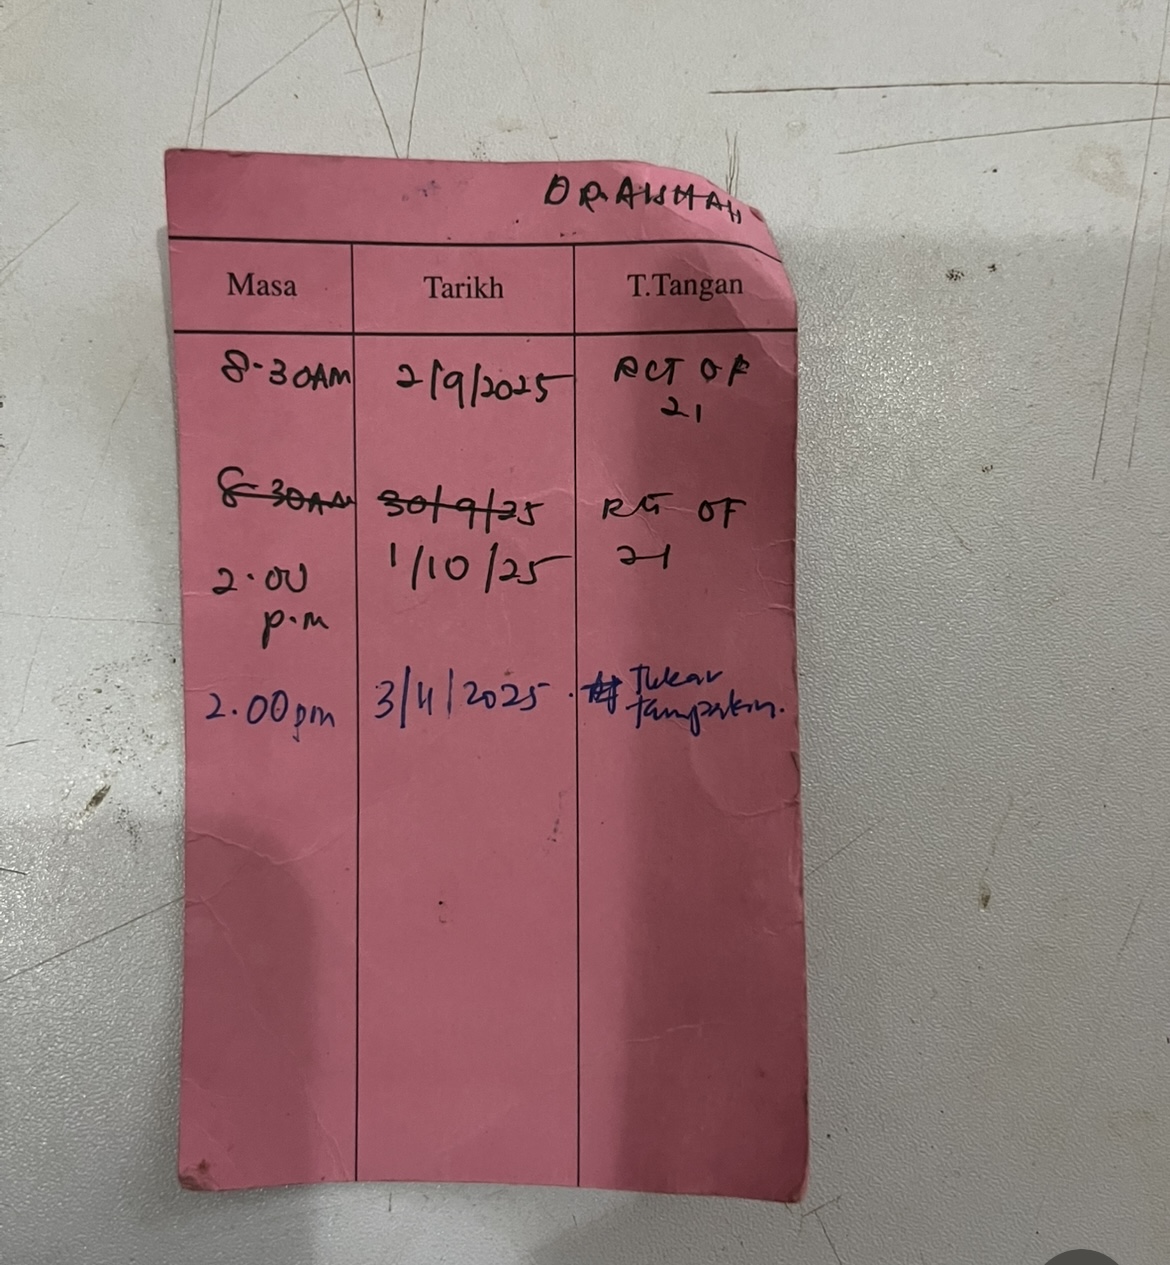 DR. AISHAH
Masa Tarikh T.Tangan
8.30AM 2/9/2025 RCT OF
21
8.30AM 30/9/25 RCT OF
1/10/25 21
2.00
p.m
2.00pm 3/11/2025. Tukar
tampalan.